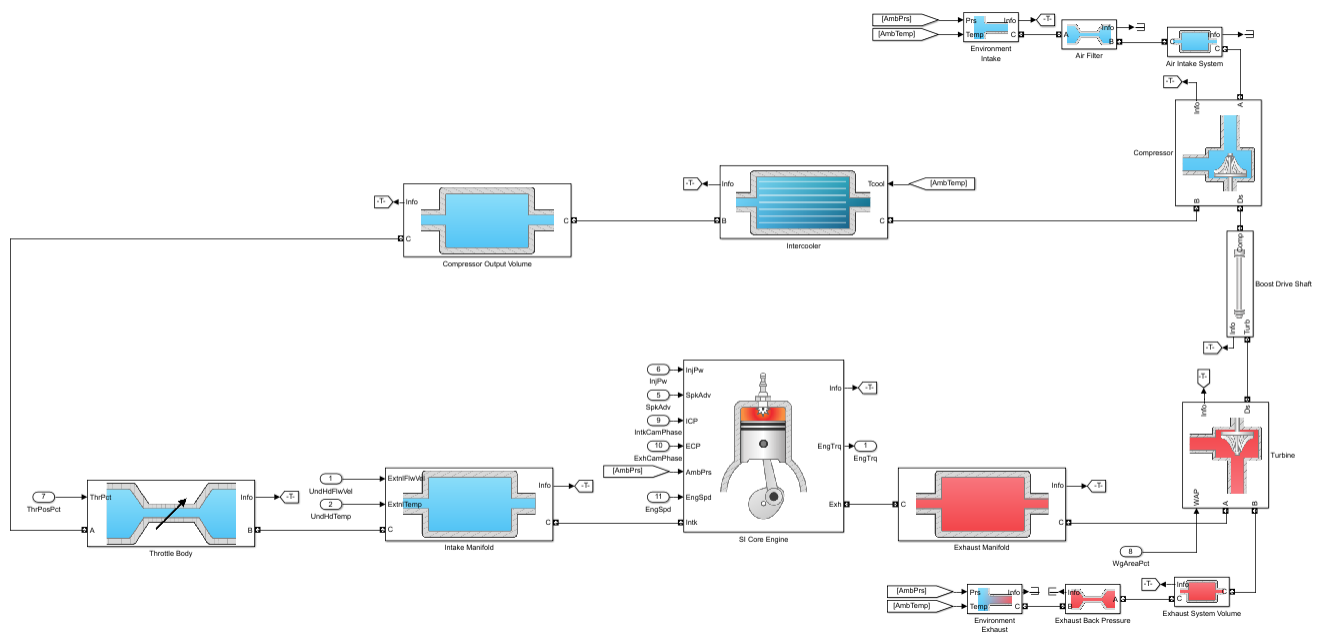 [AmbPrs]
[AmbTemp]
Prs
Temp
Info
C
-T-
Environment
Intake
A
Info
B
Air Filter
C
Info
C
Air Intake System
-T-
Info
A
Compressor
B
Ds
-T-
Info
Tcool
[AmbTemp]
B
C
Intercooler
-T-
Info
C
C
Compressor Output Volume
Comp
Boost Drive Shaft
Info
Turb
-T-
-T-
Info
Ds
Turbine
WAP
A
B
8
WgAreaPct
6
InjPw
InjPw
5
SpkAdv
SpkAdv
9
ICP
IntkCamPhase
10
ECP
ExhCamPhase
[AmbPrs]
AmbPrs
11
EngSpd
EngSpd
Intk
Info
-T-
EngTrq
1
EngTrq
Exh
SI Core Engine
7
ThrPct
ThrPosPct
Info
-T-
A
B
Throttle Body
1
ExtnlFlwVel
UndHdFlwVel
2
ExtnlTemp
UndHdTemp
Info
-T-
C
C
Intake Manifold
Info
-T-
C
C
Exhaust Manifold
[AmbPrs]
[AmbTemp]
Prs
Temp
Info
C
Environment
Exhaust
Info
B
A
Exhaust Back Pressure
-T-
Info
C
C
Exhaust System Volume